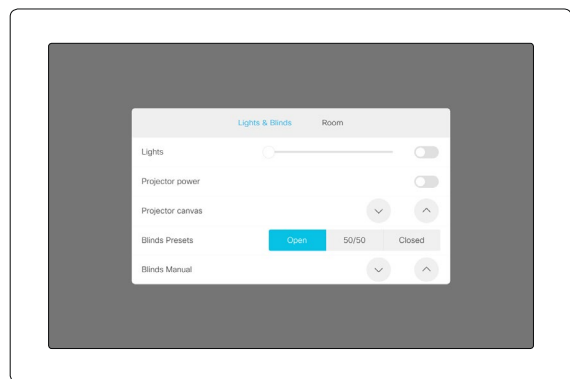 Lights & Blinds Room
Lights
Projector power
Projector canvas
Blinds Presets Open 50/50 Closed
Blinds Manual